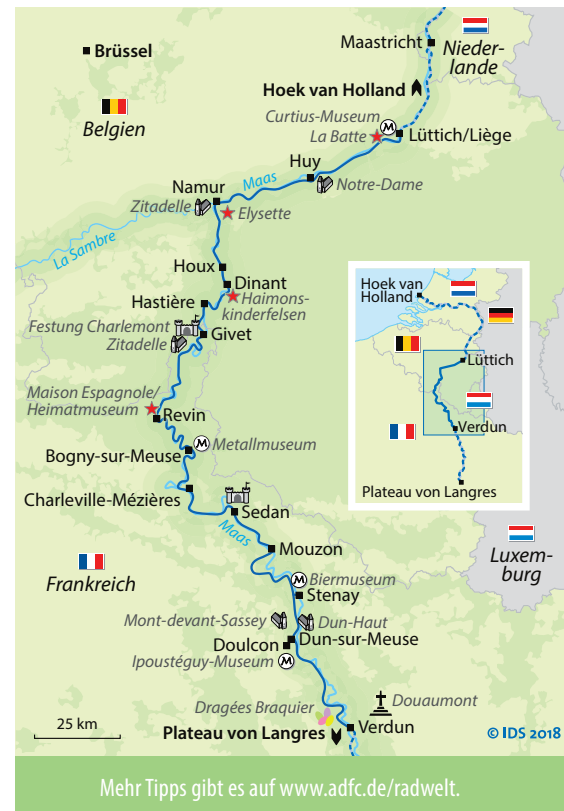 Maastricht
Nieder-
lande
Brüssel
Hoek van Holland
Belgien
Curtius-Museum
M
La Batte
Lüttich/Liège
Huy
Maas
Notre-Dame
Namur
Zitadelle
Elysette
La Sambre
Houx
Dinant
Hastière
Haimons-
kinderfelsen
Festung Charlemont
Zitadelle
Givet
Maison Espagnole/
Heimatmuseum
Revin
M
Metallmuseum
Bogny-sur-Meuse
Charleville-Mézières
Sedan
Maas
Mouzon
Frankreich
M
Biermuseum
Stenay
Mont-devant-Sassey
Dun-Haut
Doulcon
Dun-sur-Meuse
Ipoustéguy-Museum
M
Dragées Braquier
Douaumont
25 km
Plateau von Langres
Verdun
© IDS 2018
Hoek van
Holland
Lüttich
Verdun
Plateau von Langres
Luxem-
burg
Mehr Tipps gibt es auf www.adfc.de/radwelt.